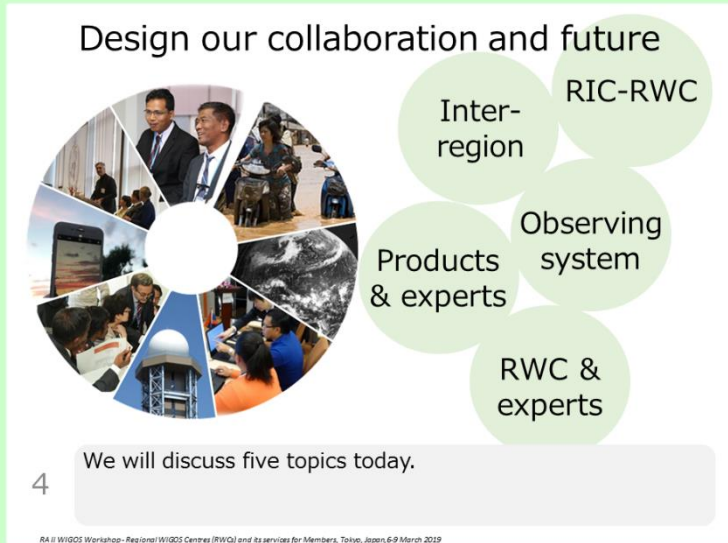 Design our collaboration and future
RIC-RWC
Inter-
region
Observing
system
Products
& experts
RWC &
experts
We will discuss five topics today.
4
RA II WIGOS Workshop- Regional WIGOS Centres (RWCs) and its services for Members, Tokyo, Japan,6-9 March 2019